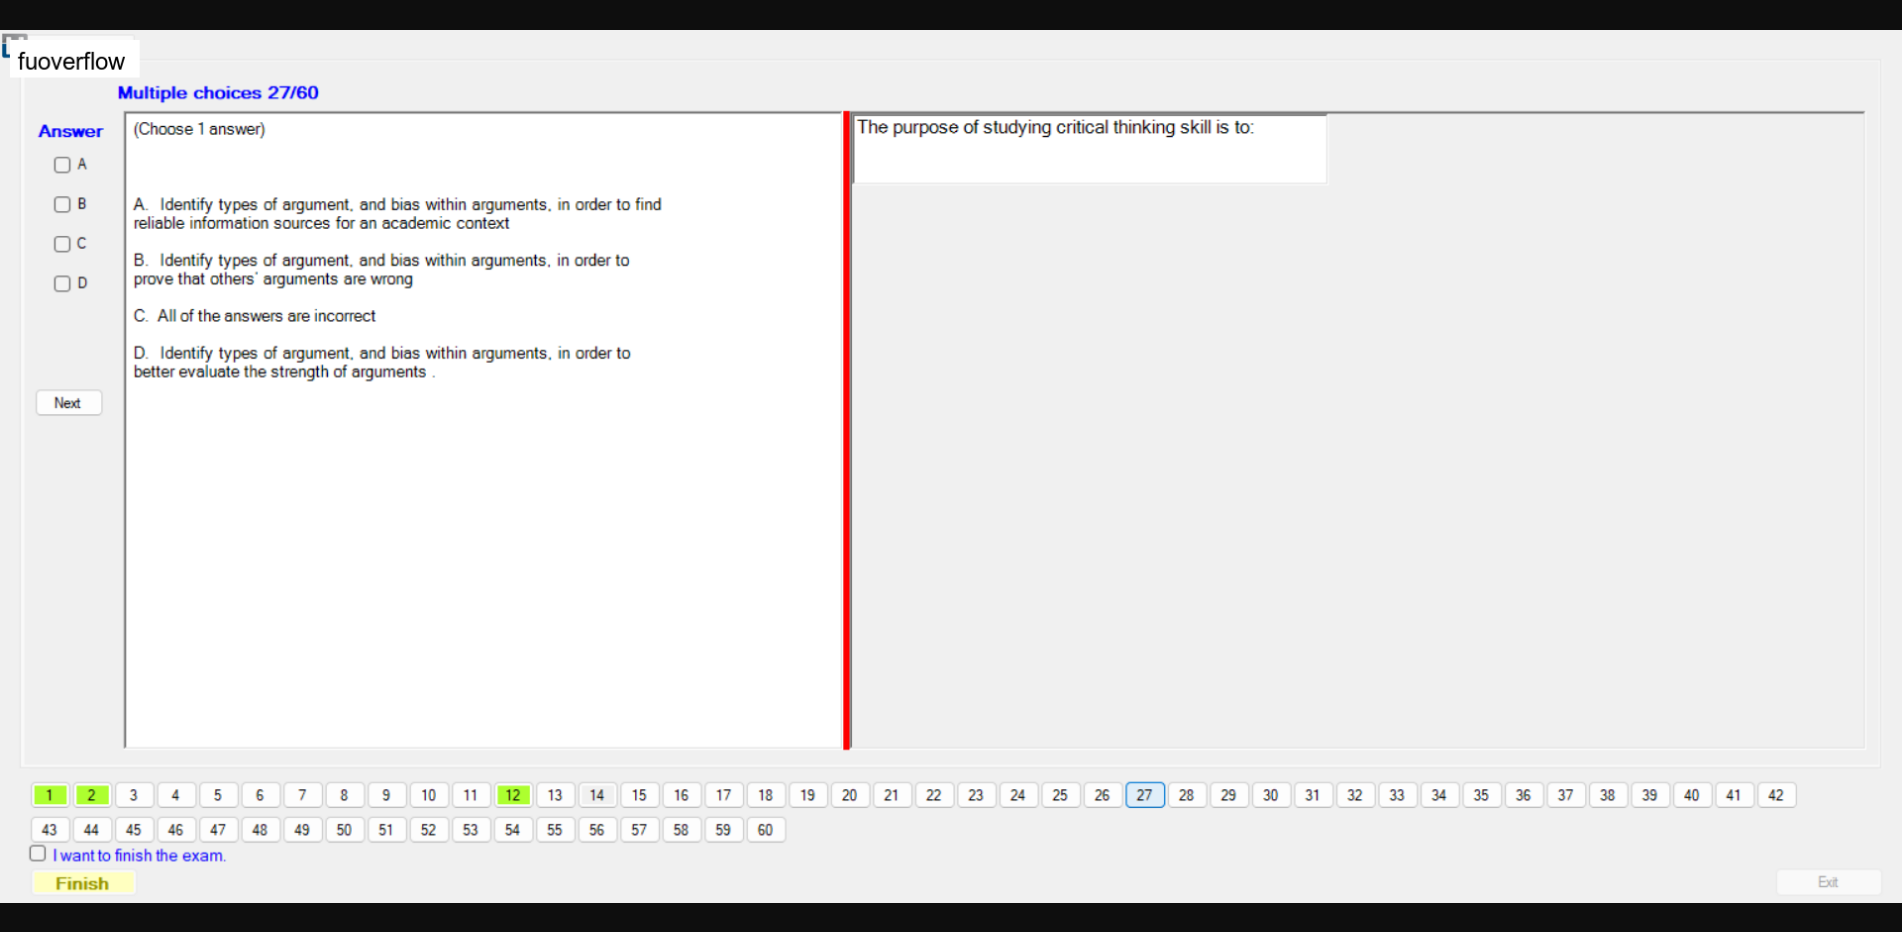 fuoverflow
Multiple choices 27/60
Answer
(Choose 1 answer)
The purpose of studying critical thinking skill is to:
A
B
C
D
A. Identify types of argument, and bias within arguments, in order to find
reliable information sources for an academic context
B. Identify types of argument, and bias within arguments, in order to
prove that others' arguments are wrong
C. All of the answers are incorrect
D. Identify types of argument, and bias within arguments, in order to
better evaluate the strength of arguments .
Next
1 2 3 4 5 6 7 8 9 10 11 12 13 14 15 16 17 18 19 20 21 22 23 24 25 26 27 28 29 30 31 32 33 34 35 36 37 38 39 40 41 42
43 44 45 46 47 48 49 50 51 52 53 54 55 56 57 58 59 60
I want to finish the exam.
Finish
Exit